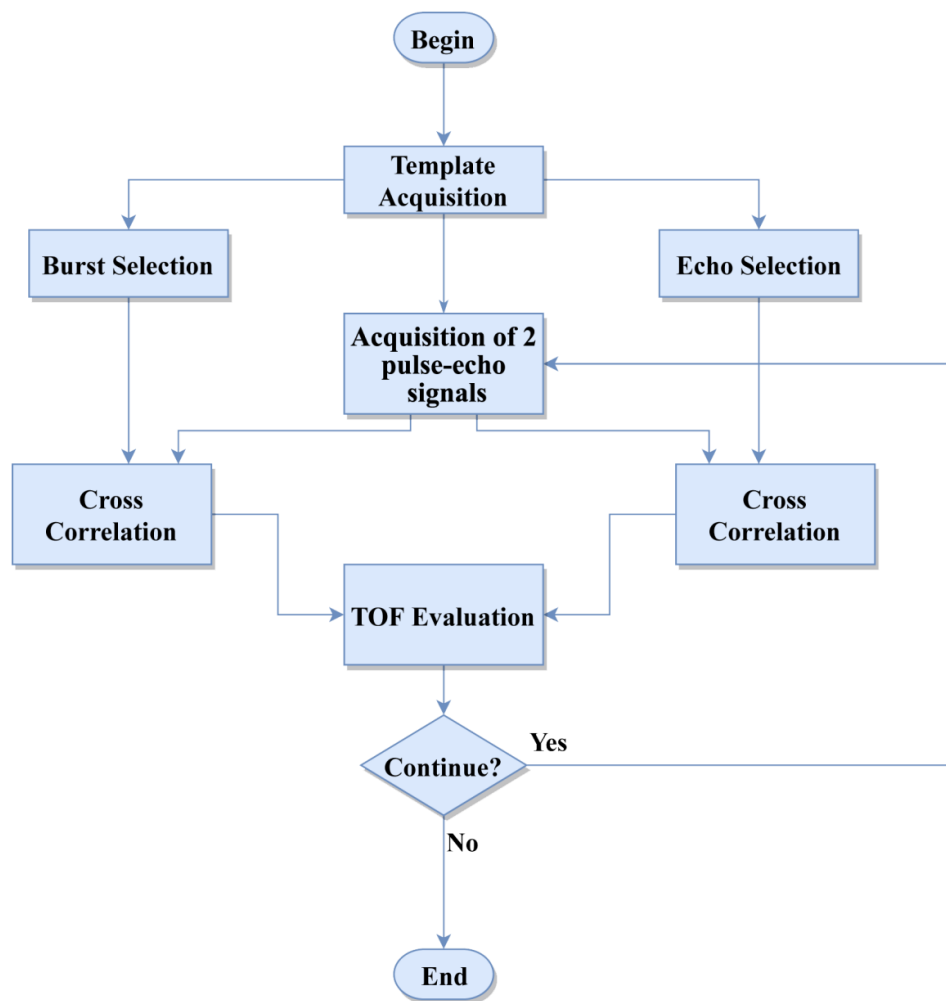 Begin
Template
Acquisition
Burst Selection
Echo Selection
Acquisition of 2
pulse-echo
signals
Cross
Correlation
Cross
Correlation
TOF Evaluation
Continue?
Yes
No
End